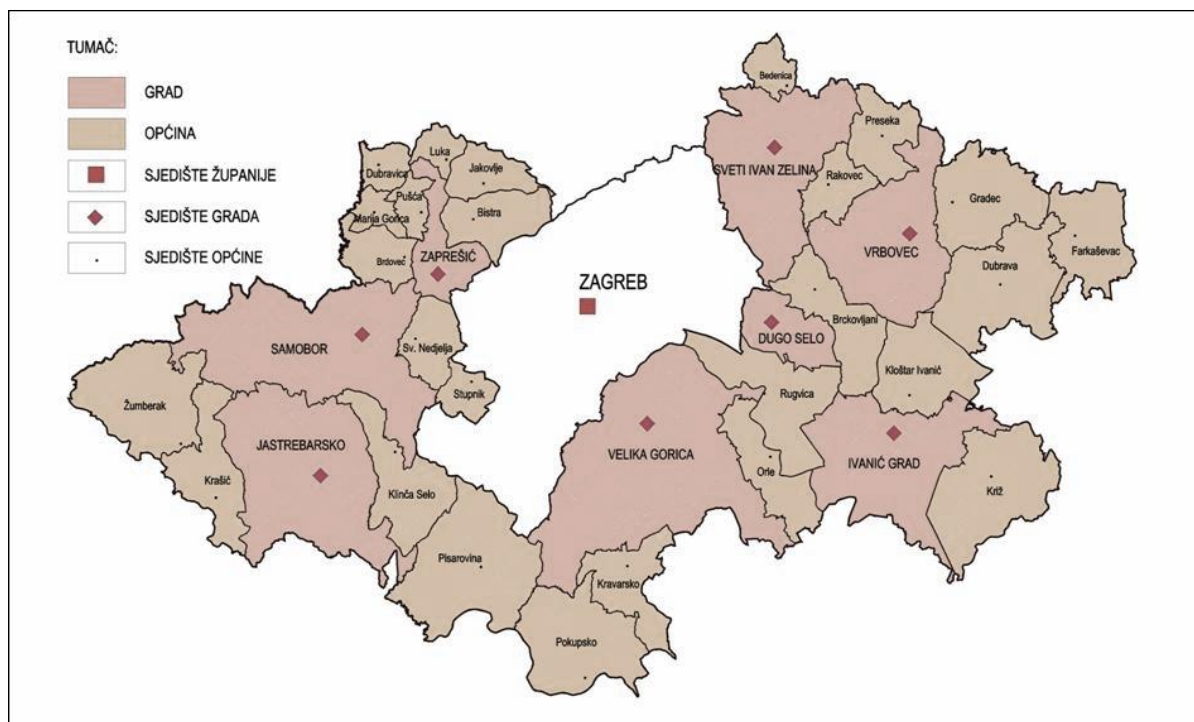 TUMAČ:
GRAD
OPĆINA
SJEDIŠTE ŽUPANIJE
SJEDIŠTE GRADA
SJEDIŠTE OPĆINE
Bedenica
Preseka
SVETI IVAN ZELINA
Rakovec
Gradec
Farkaševac
VRBOVEC
Dubrava
Luka
Jakovlje
Dubravica
Pušća
Marija Gorica
Bistra
Brdovec
ZAPREŠIĆ
ZAGREB
Brckovljani
DUGO SELO
Kloštar Ivanić
SAMOBOR
Sv. Nedjelja
Stupnik
Rugvica
Žumberak
JASTREBARSKO
VELIKA GORICA
Orle
IVANIĆ GRAD
Križ
Krašić
Klinča Selo
Pisarovina
Kravarsko
Pokupsko